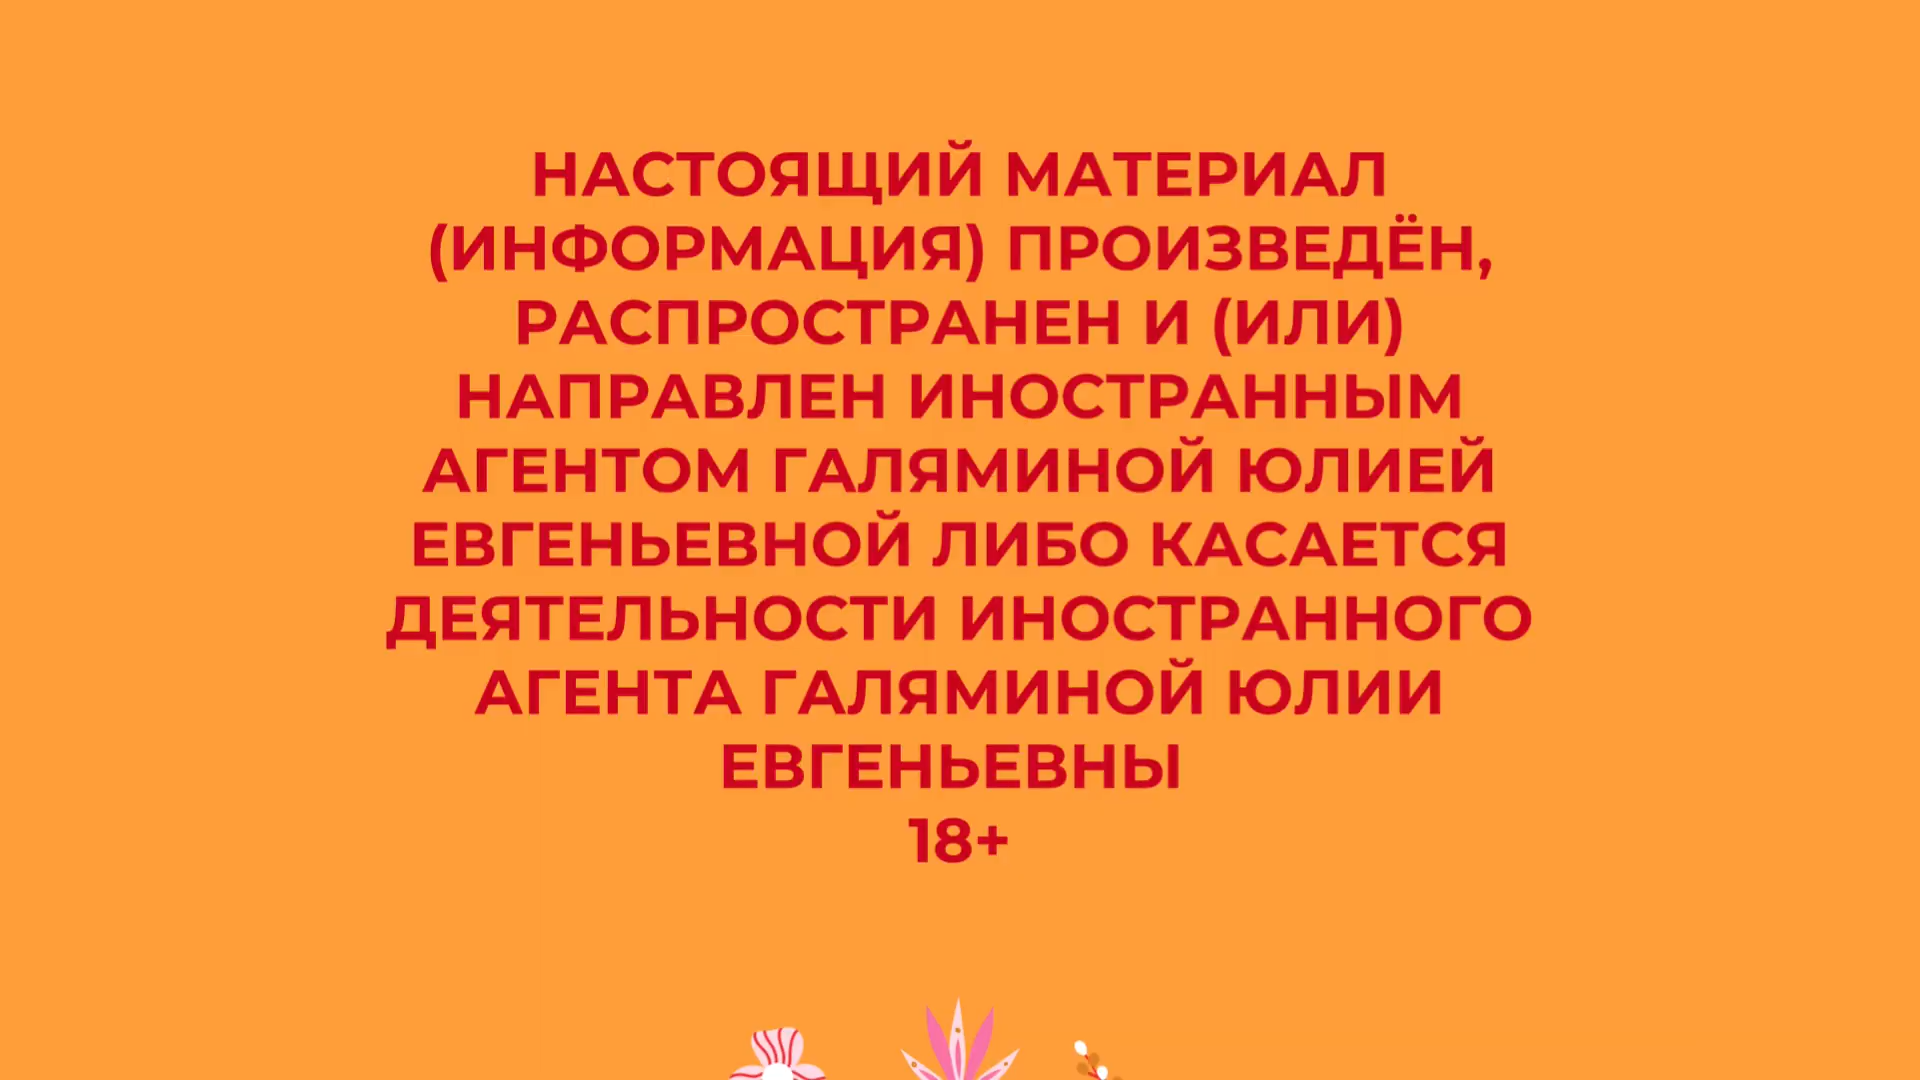 НАСТОЯЩИЙ МАТЕРИАЛ
(ИНФОРМАЦИЯ) ПРОИЗВЕДЁН,
РАСПРОСТРАНЕН И (ИЛИ)
НАПРАВЛЕН ИНОСТРАННЫМ
АГЕНТОМ ГАЛЯМИНОЙ ЮЛИЕЙ
ЕВГЕНЬЕВНОЙ ЛИБО КАСАЕТСЯ
ДЕЯТЕЛЬНОСТИ ИНОСТРАННОГО
АГЕНТА ГАЛЯМИНОЙ ЮЛИИ
ЕВГЕНЬЕВНЫ
18+